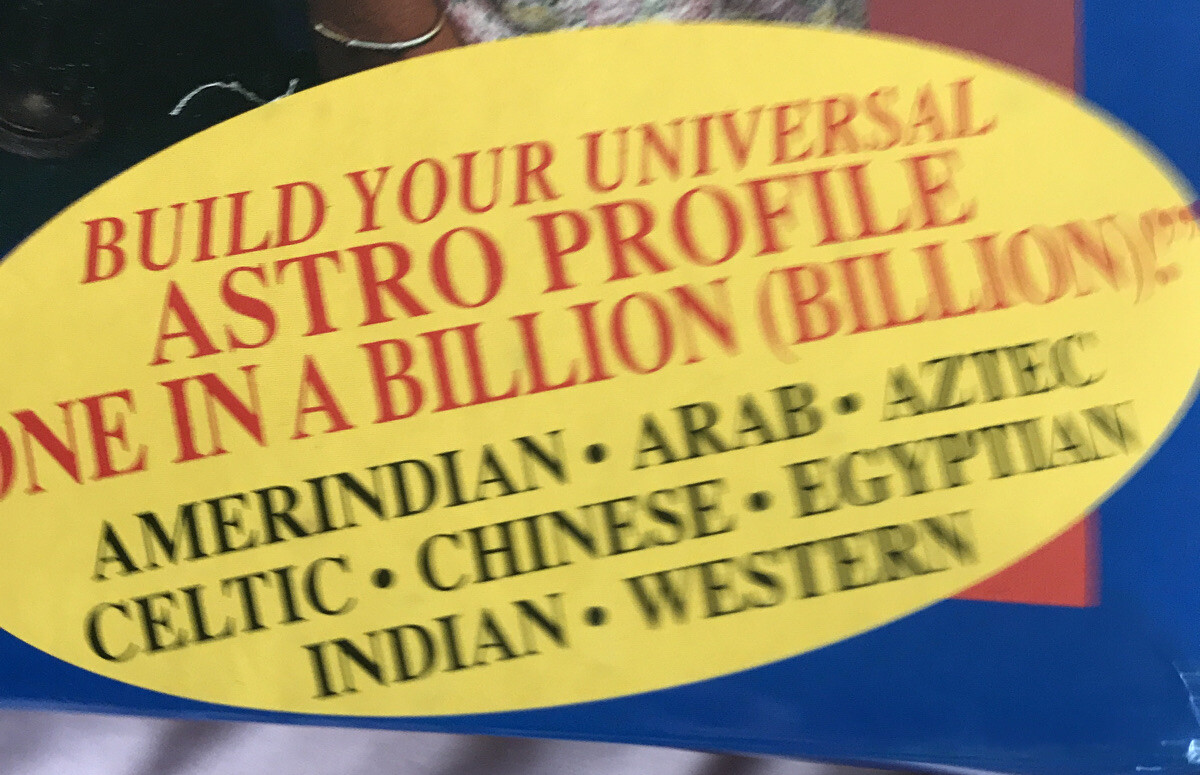 BUILD YOUR UNIVERSAL
ASTRO PROFILE
ONE IN A BILLION (BILLION)!”
AMERINDIAN • ARAB • AZTEC
CELTIC • CHINESE • EGYPTIAN
INDIAN • WESTERN